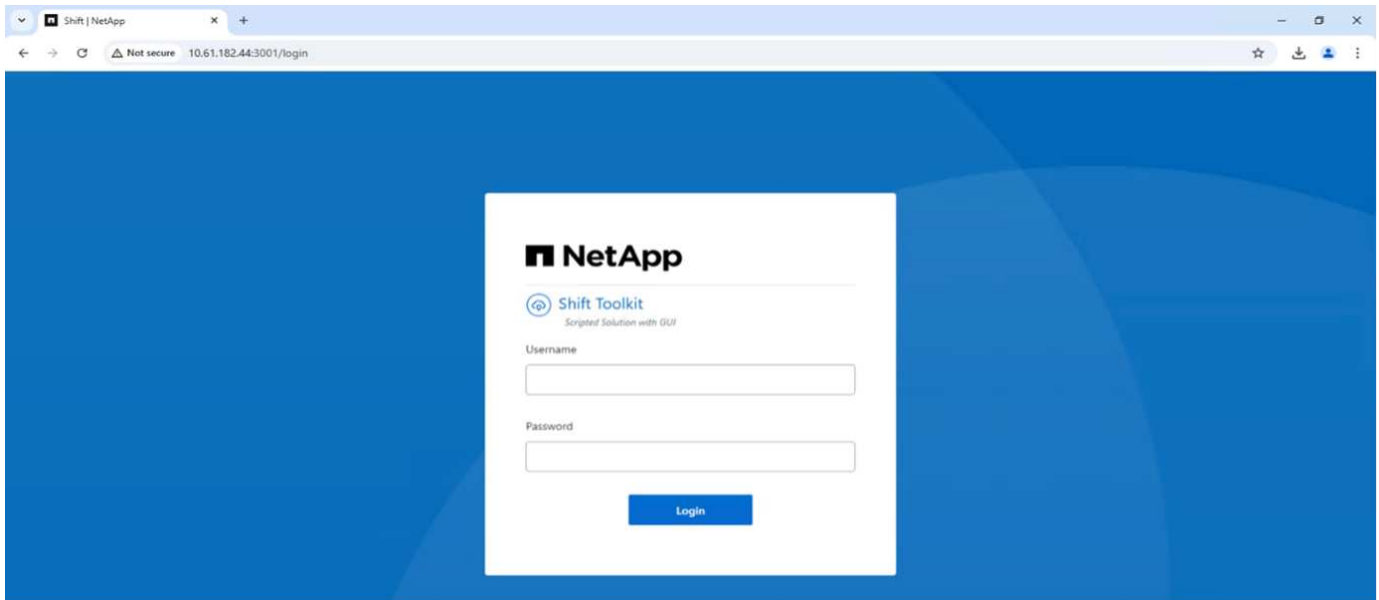 Shift | NetApp
Not secure 10.61.182.44:3001/login
NetApp
Shift Toolkit
Scripted Solution with GUI
Username
Password
Login